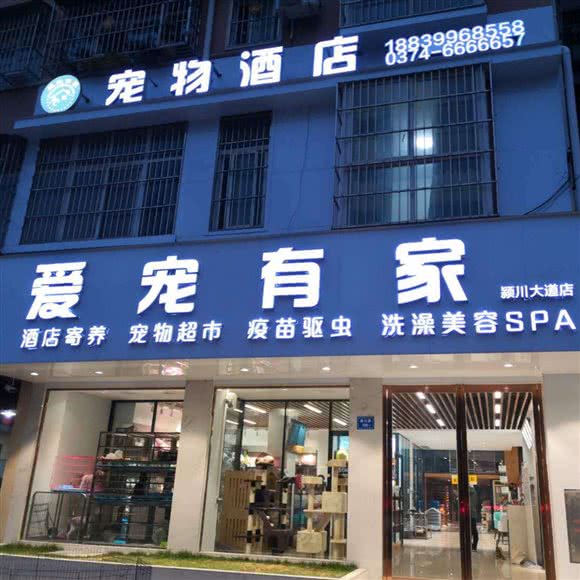 宠物酒店
18839968558
0374-6666657
爱宠有家
颍川大道店
酒店寄养 宠物超市 疫苗驱虫 洗澡美容SPA